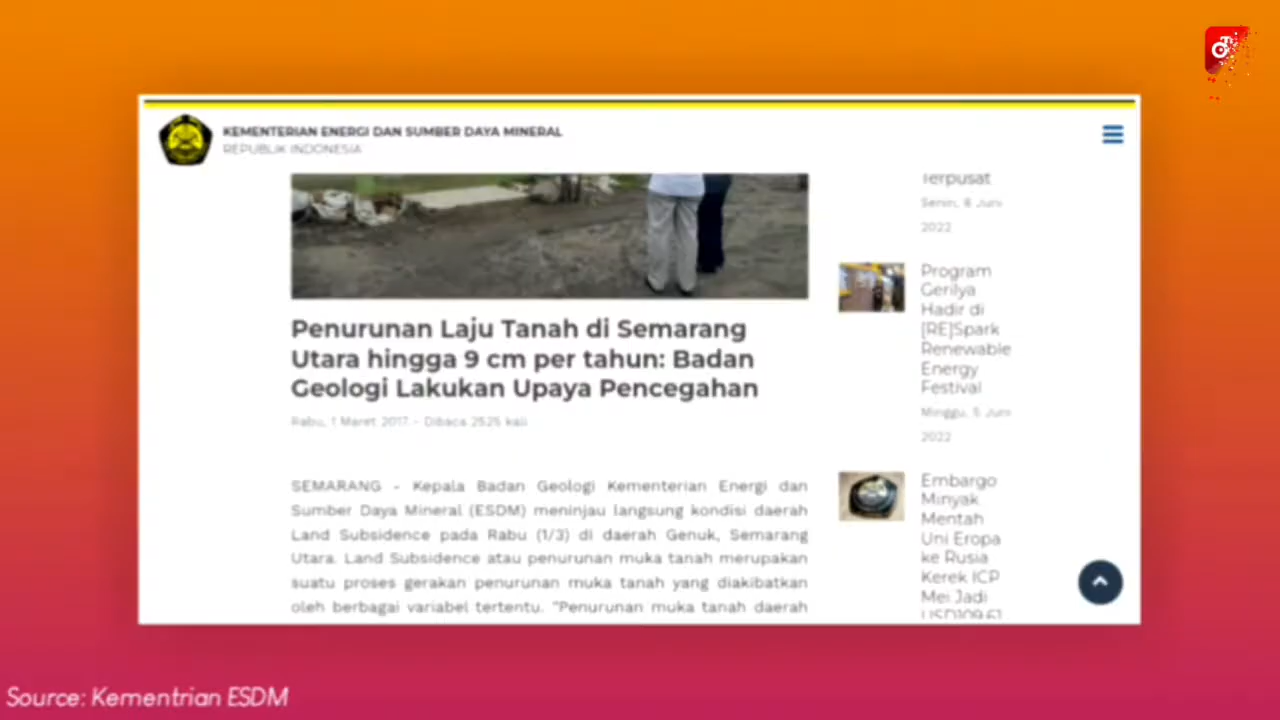 KEMENTERIAN ENERGI DAN SUMBER DAYA MINERAL
REPUBLIK INDONESIA
Penurunan Laju Tanah di Semarang
Utara hingga 9 cm per tahun: Badan
Geologi Lakukan Upaya Pencegahan
Rabu, 1 Maret 2017 - Dibaca 2525 kali
SEMARANG - Kepala Badan Geologi Kementerian Energi dan
Sumber Daya Mineral (ESDM) meninjau langsung kondisi daerah
Land Subsidence pada Rabu (1/3) di daerah Genuk, Semarang
Utara. Land Subsidence atau penurunan muka tanah merupakan
suatu proses gerakan penurunan muka tanah yang diakibatkan
oleh berbagai variabel tertentu. "Penurunan muka tanah daerah
Terpusat
Senin, 6 Juni
2022
Program
Gerilya
Hadir di
[RE]Spark
Renewable
Energy
Festival
Minggu, 5 Juni
2022
Embargo
Minyak
Mentah
Uni Eropa
ke Rusia
Kerek ICP
Mei Jadi
USD109,61
Source: Kementrian ESDM